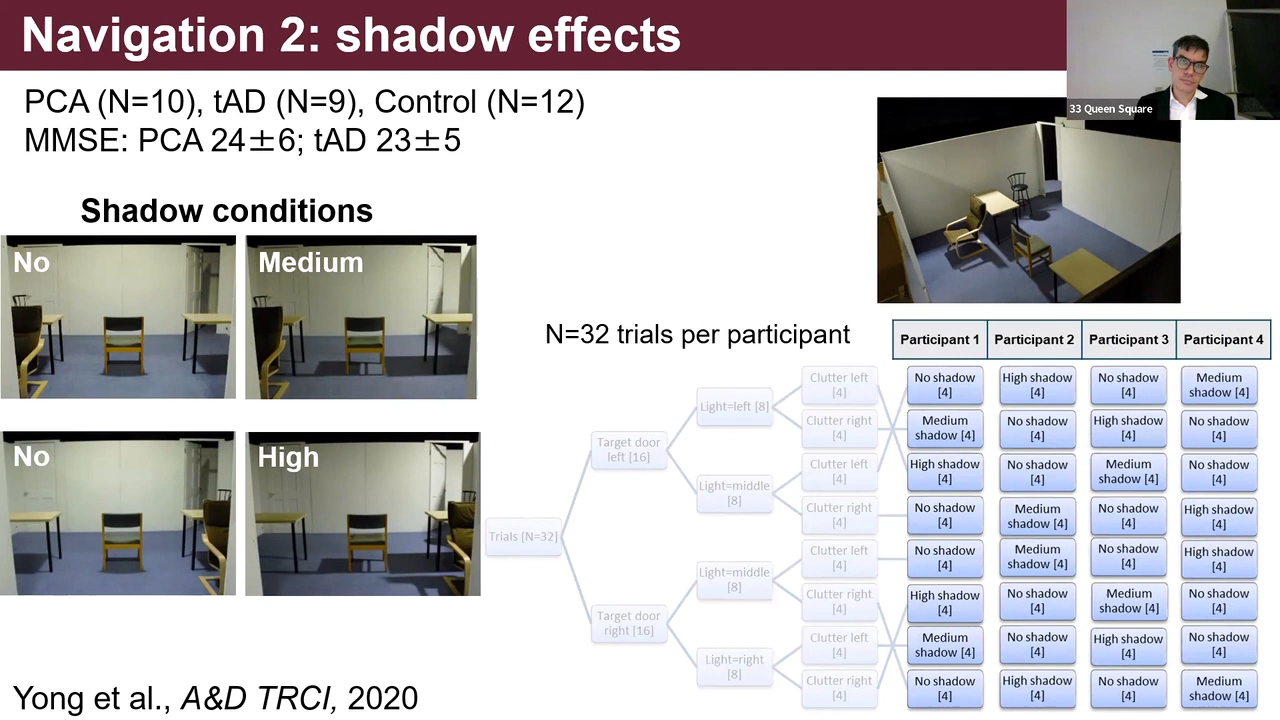 Navigation 2: shadow effects
33 Queen Square
PCA (N=10), tAD (N=9), Control (N=12)
MMSE: PCA 24±6; tAD 23±5
Shadow conditions
No
Medium
No
High
N=32 trials per participant
Participant 1
Participant 2
Participant 3
Participant 4
Trials [N=32]
Target door
left [16]
Target door
right [16]
Light=left [8]
Light=middle
[8]
Light=middle
[8]
Light=right
[8]
Clutter left
[4]
Clutter right
[4]
Clutter left
[4]
Clutter right
[4]
Clutter left
[4]
Clutter right
[4]
Clutter left
[4]
Clutter right
[4]
No shadow
[4]
Medium
shadow [4]
High shadow
[4]
No shadow
[4]
No shadow
[4]
High shadow
[4]
Medium
shadow [4]
No shadow
[4]
High shadow
[4]
No shadow
[4]
No shadow
[4]
Medium
shadow [4]
Medium
shadow [4]
No shadow
[4]
No shadow
[4]
High shadow
[4]
No shadow
[4]
High shadow
[4]
Medium
shadow [4]
No shadow
[4]
No shadow
[4]
Medium
shadow [4]
High shadow
[4]
No shadow
[4]
Medium
shadow [4]
No shadow
[4]
No shadow
[4]
High shadow
[4]
High shadow
[4]
No shadow
[4]
No shadow
[4]
Medium
shadow [4]
Yong et al., A&D TRCI, 2020